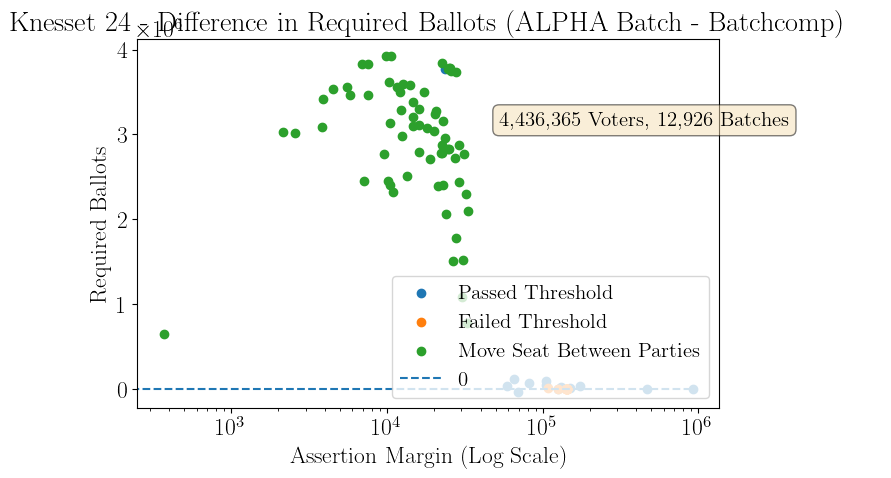 Knesset 24 - Difference in Required Ballots (ALPHA Batch - Batchcomp)
×10⁶
4
3
2
1
0
Required Ballots
4,436,365 Voters, 12,926 Batches
Passed Threshold
Failed Threshold
Move Seat Between Parties
0
10³ 10⁴ 10⁵ 10⁶
Assertion Margin (Log Scale)